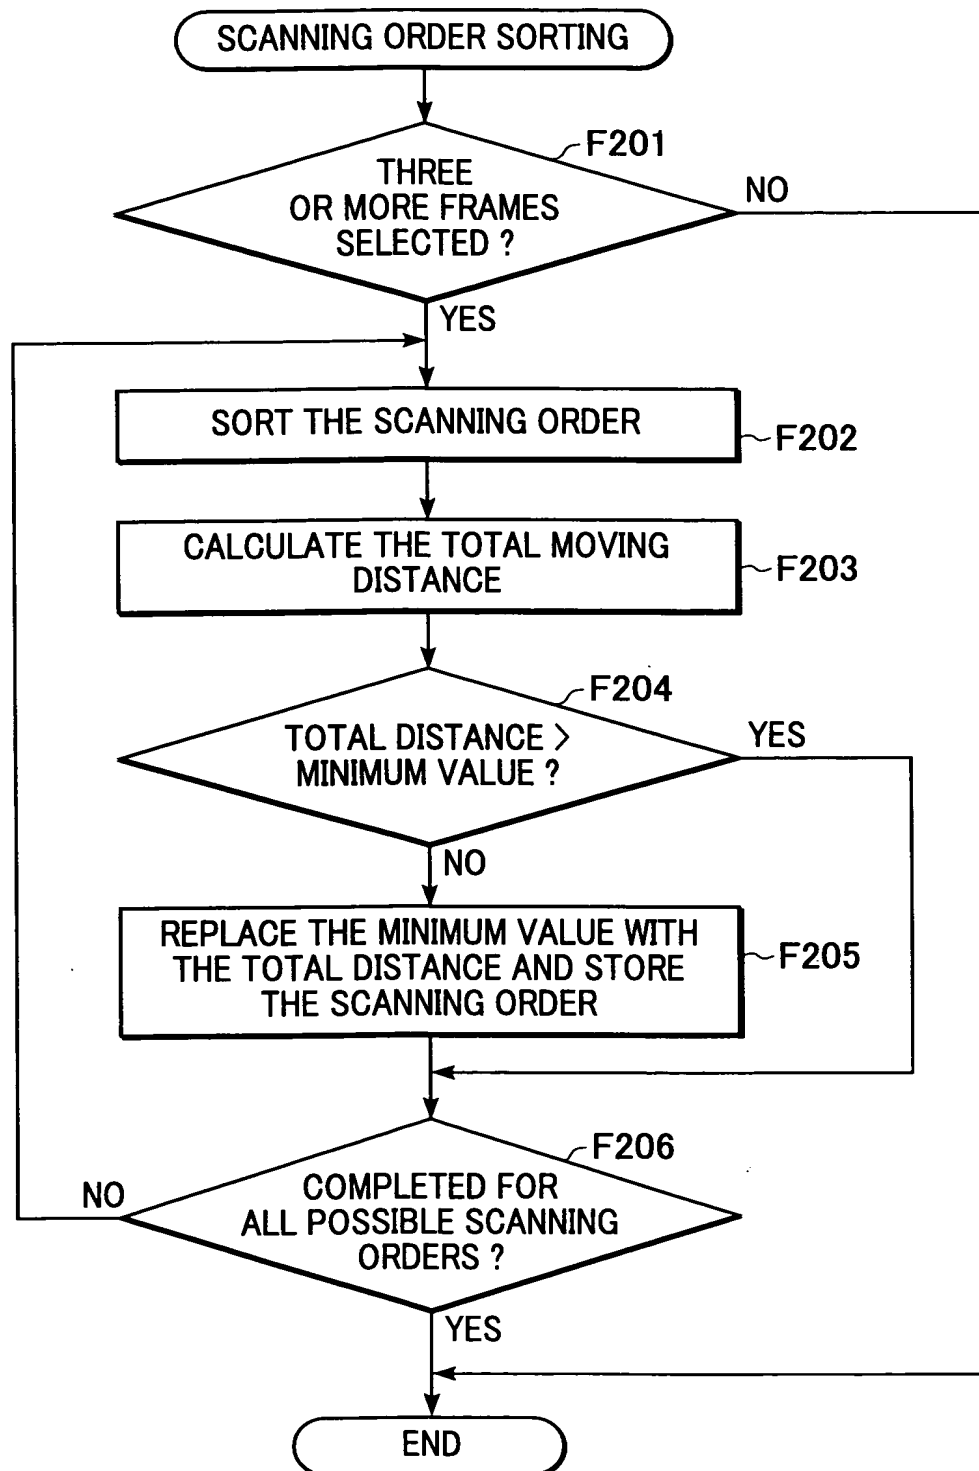 SCANNING ORDER SORTING
F201
THREE
OR MORE FRAMES
SELECTED ?
NO
YES
SORT THE SCANNING ORDER
F202
CALCULATE THE TOTAL MOVING
DISTANCE
F203
F204
TOTAL DISTANCE >
MINIMUM VALUE ?
YES
NO
REPLACE THE MINIMUM VALUE WITH
THE TOTAL DISTANCE AND STORE
THE SCANNING ORDER
F205
F206
COMPLETED FOR
ALL POSSIBLE SCANNING
ORDERS ?
NO
YES
END